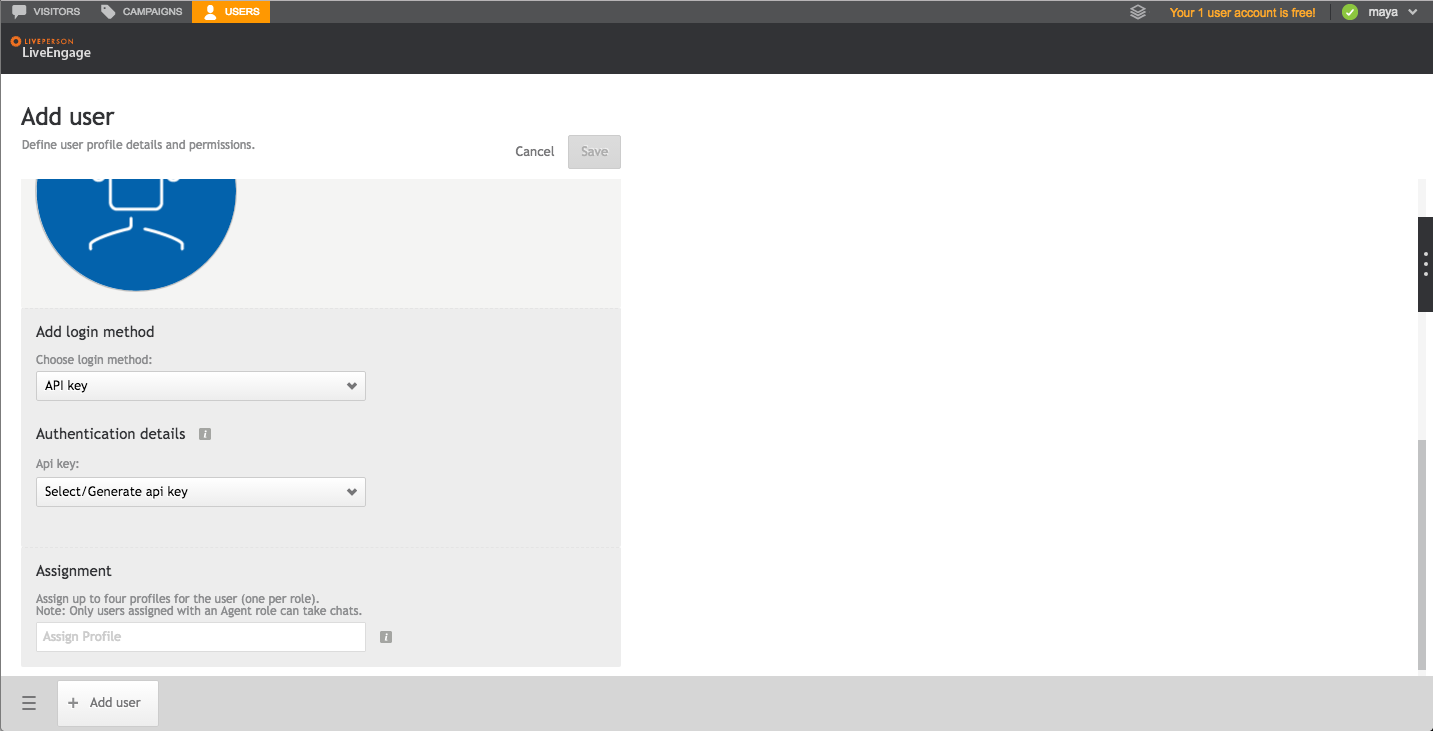 VISITORS
CAMPAIGNS
USERS
Your 1 user account is free!
maya
LIVEPERSON
LiveEngage
Add user
Define user profile details and permissions.
Cancel
Save
Add login method
Choose login method:
API key
Authentication details
i
Api key:
Select/Generate api key
Assignment
Assign up to four profiles for the user (one per role).
Note: Only users assigned with an Agent role can take chats.
Assign Profile
i
+ Add user